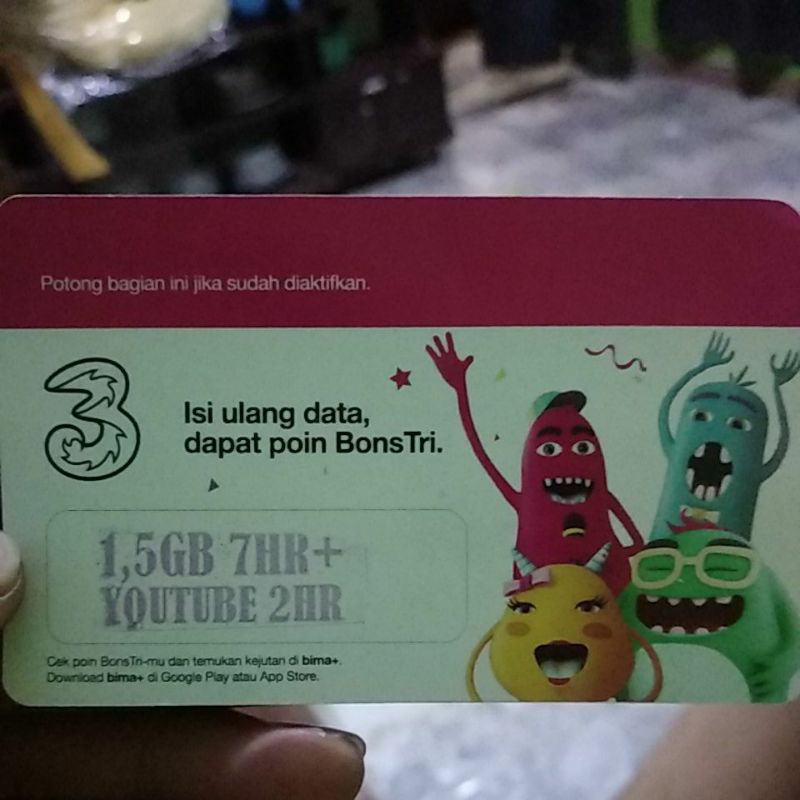 Potong bagian ini jika sudah diaktifkan.
3
Isi ulang data,
dapat poin BonsTri.
1,5GB 7HR+
YOUTUBE 2HR
Cek poin BonsTri-mu dan temukan kejutan di bima+.
Download bima+ di Google Play atau App Store.